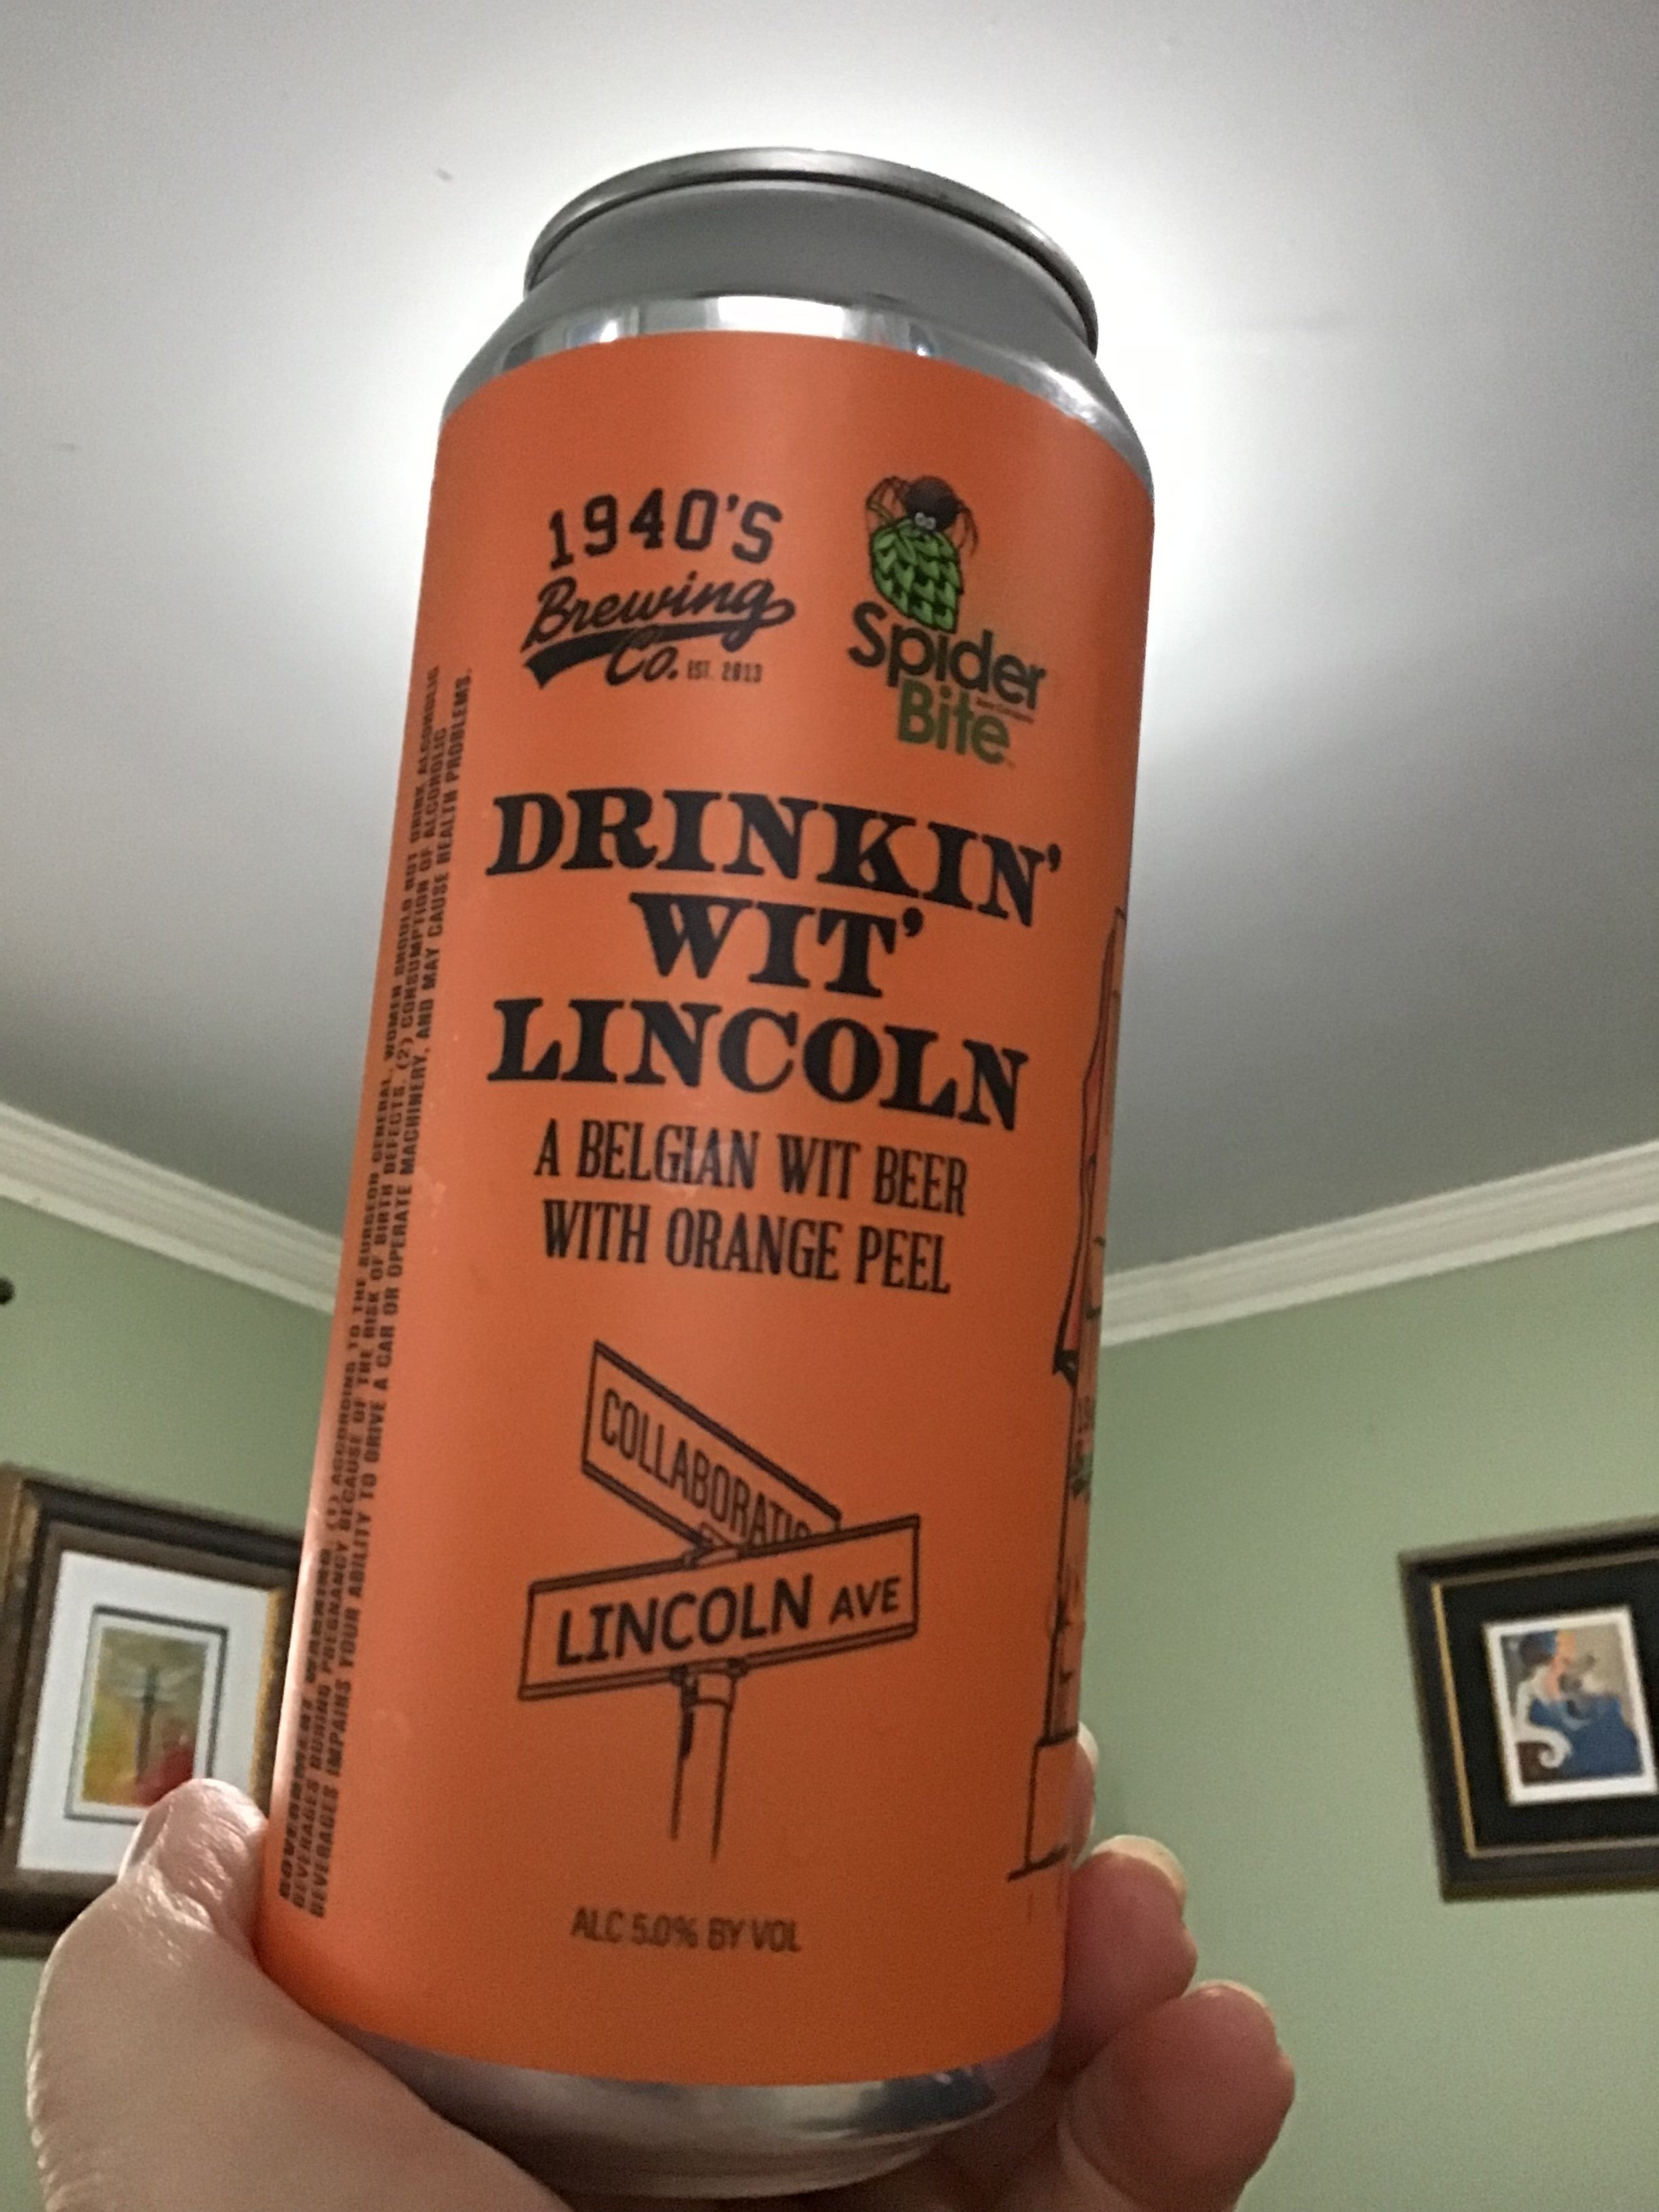 1940'S
Brewing
Co. EST. 2013
Spider
Bite
DRINKIN'
WIT'
LINCOLN
A BELGIAN WIT BEER
WITH ORANGE PEEL
COLLABORATIO
LINCOLN AVE
ALC 5.0% BY VOL
GOVERNMENT WARNING: (1) ACCORDING TO THE SURGEON GENERAL, WOMEN SHOULD NOT DRINK ALCOHOLIC
BEVERAGES DURING PREGNANCY BECAUSE OF THE RISK OF BIRTH DEFECTS. (2) CONSUMPTION OF ALCOHOLIC
BEVERAGES IMPAIRS YOUR ABILITY TO DRIVE A CAR OR OPERATE MACHINERY, AND MAY CAUSE HEALTH PROBLEMS.